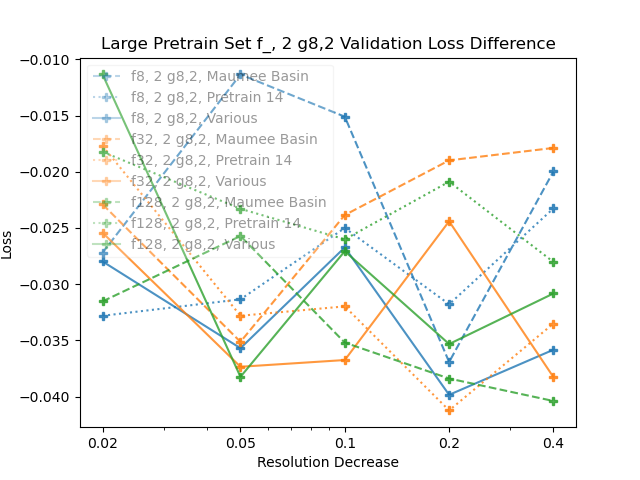 Large Pretrain Set f_, 2 g8,2 Validation Loss Difference
−0.010
−0.015
−0.020
−0.025
−0.030
−0.035
−0.040
Loss
f8, 2 g8,2, Maumee Basin
f8, 2 g8,2, Pretrain 14
f8, 2 g8,2, Various
f32, 2 g8,2, Maumee Basin
f32, 2 g8,2, Pretrain 14
f32, 2 g8,2, Various
f128, 2 g8,2, Maumee Basin
f128, 2 g8,2, Pretrain 14
f128, 2 g8,2, Various
0.02 0.05 0.1 0.2 0.4
Resolution Decrease